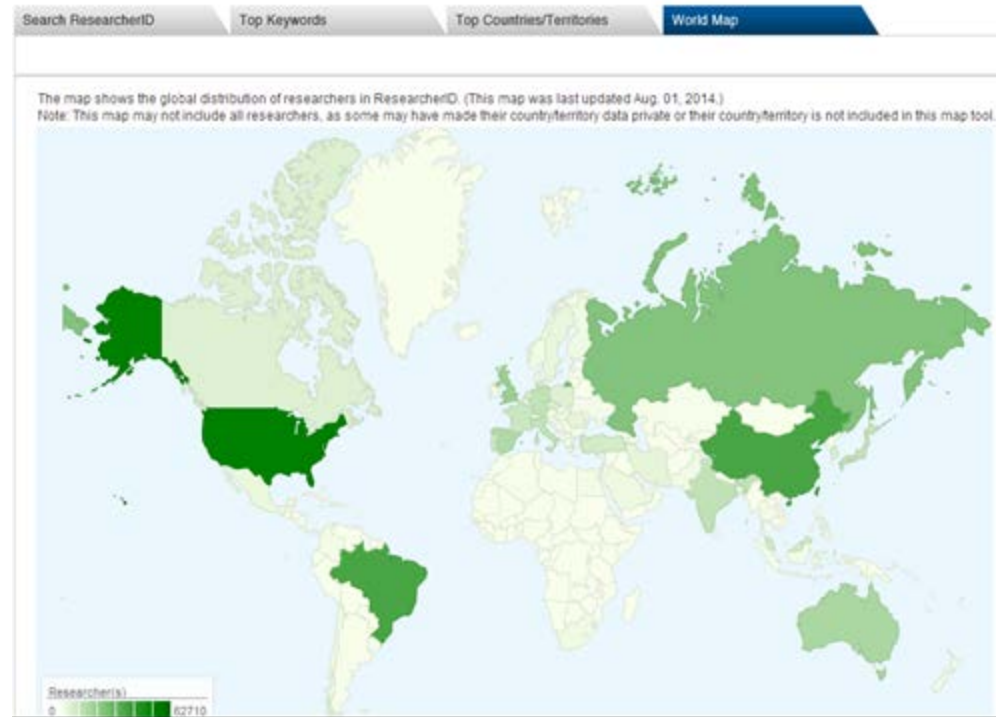 Search ResearcherID Top Keywords Top Countries/Territories World Map
The map shows the global distribution of researchers in ResearcherID. (This map was last updated Aug. 01, 2014.)
Note: This map may not include all researchers, as some may have made their country/territory data private or their country/territory is not included in this map tool.
Researcher(s)
0 62710